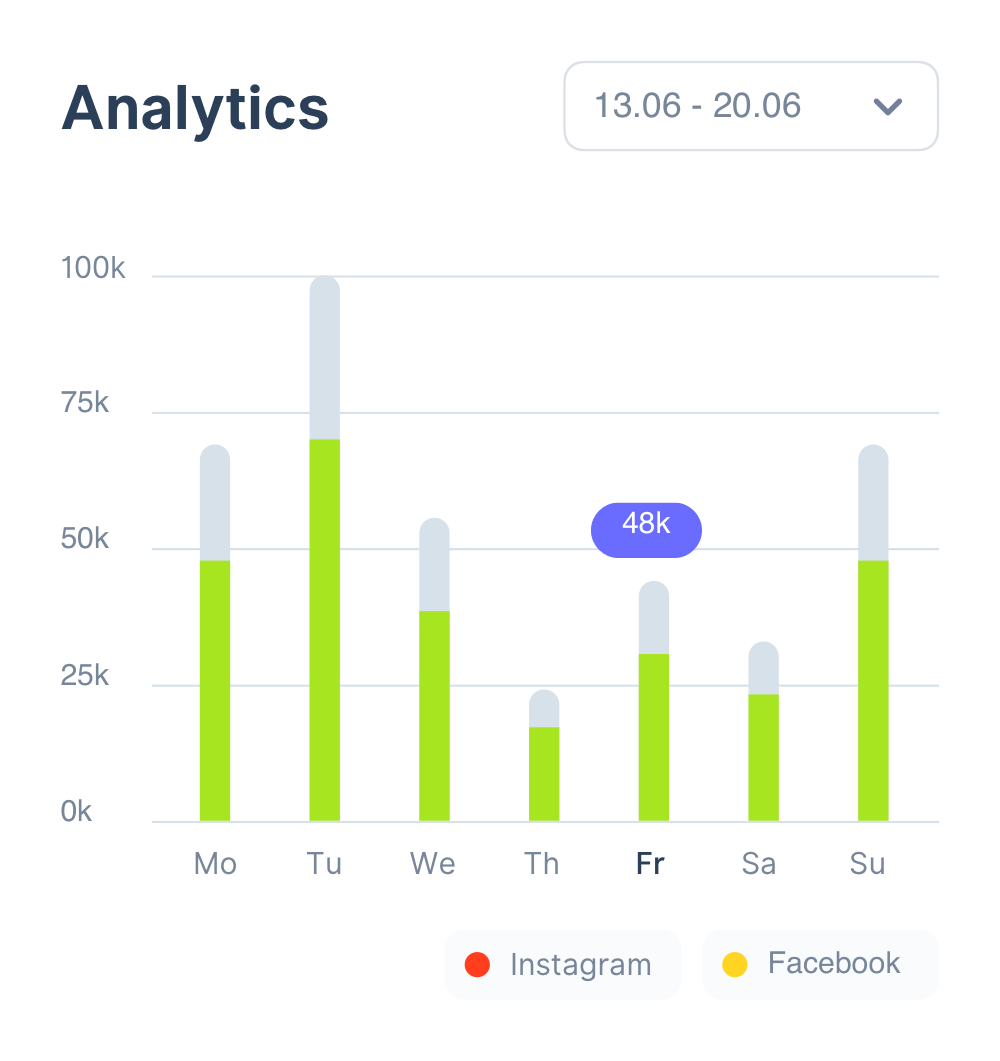 Analytics
13.06 - 20.06
100k
75k
50k
48k
25k
0k
Mo Tu We Th Fr Sa Su
Instagram Facebook